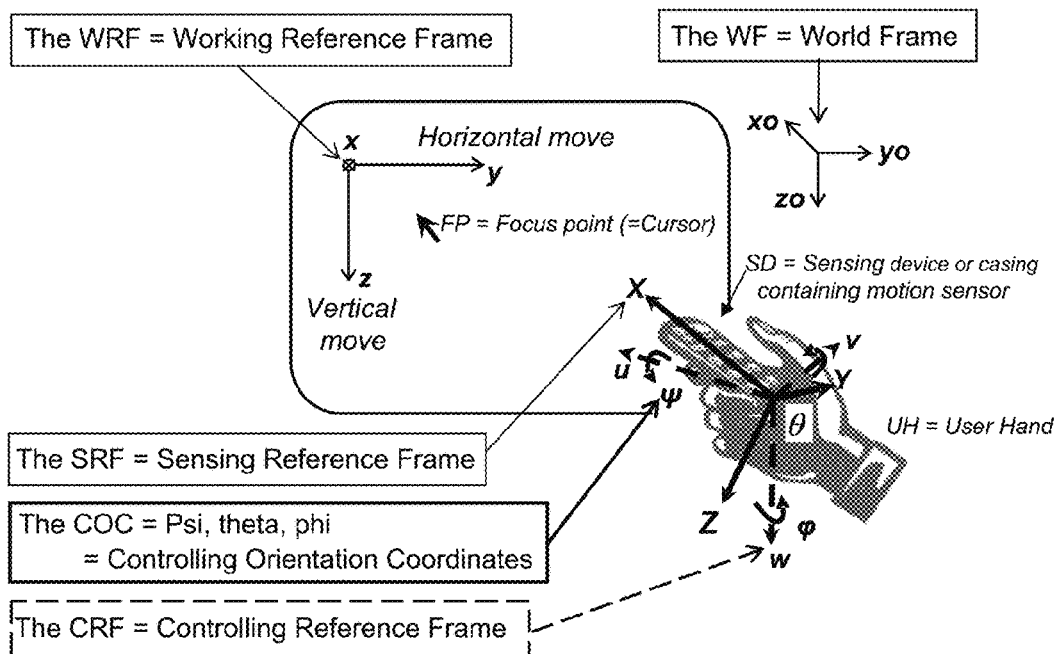 The WRF = Working Reference Frame
The WF = World Frame
x
Horizontal move
y
z
Vertical
move
FP = Focus point (=Cursor)
xo
yo
zo
SD = Sensing device or casing
containing motion sensor
X
u
ψ
v
Y
θ
UH = User Hand
Z
φ
w
The SRF = Sensing Reference Frame
The COC = Psi, theta, phi
= Controlling Orientation Coordinates
The CRF = Controlling Reference Frame